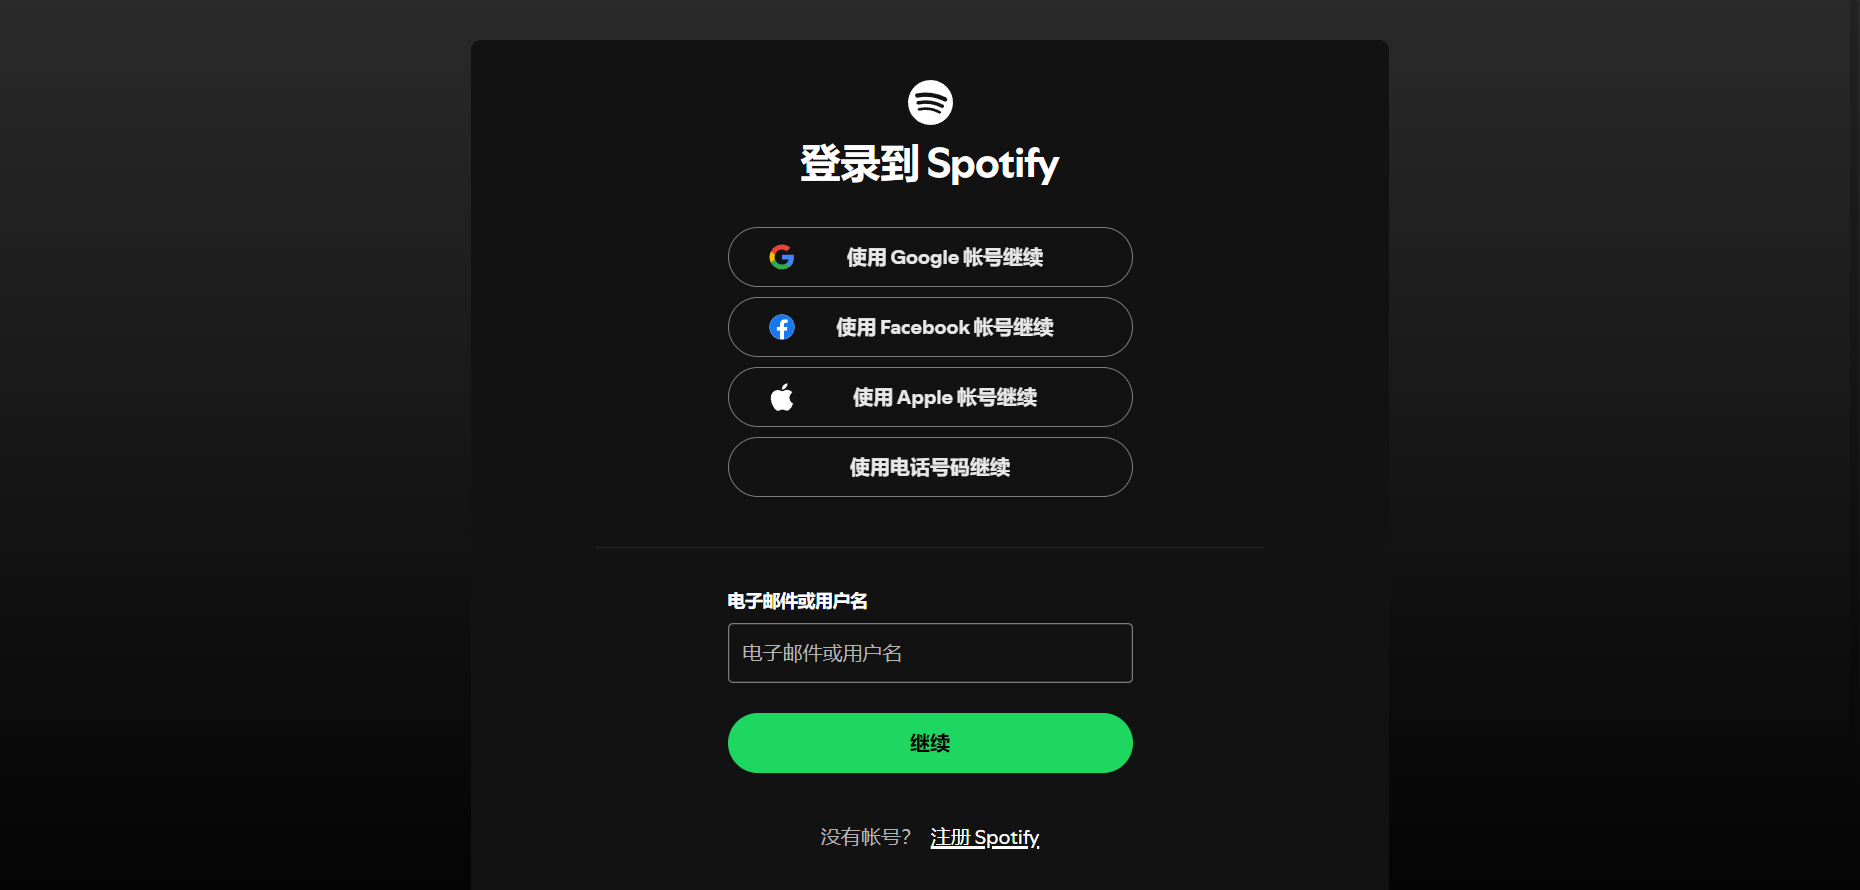 登录到 Spotify
使用 Google 帐号继续
使用 Facebook 帐号继续
使用 Apple 帐号继续
使用电话号码继续
电子邮件或用户名
电子邮件或用户名
继续
没有帐号? 注册 Spotify